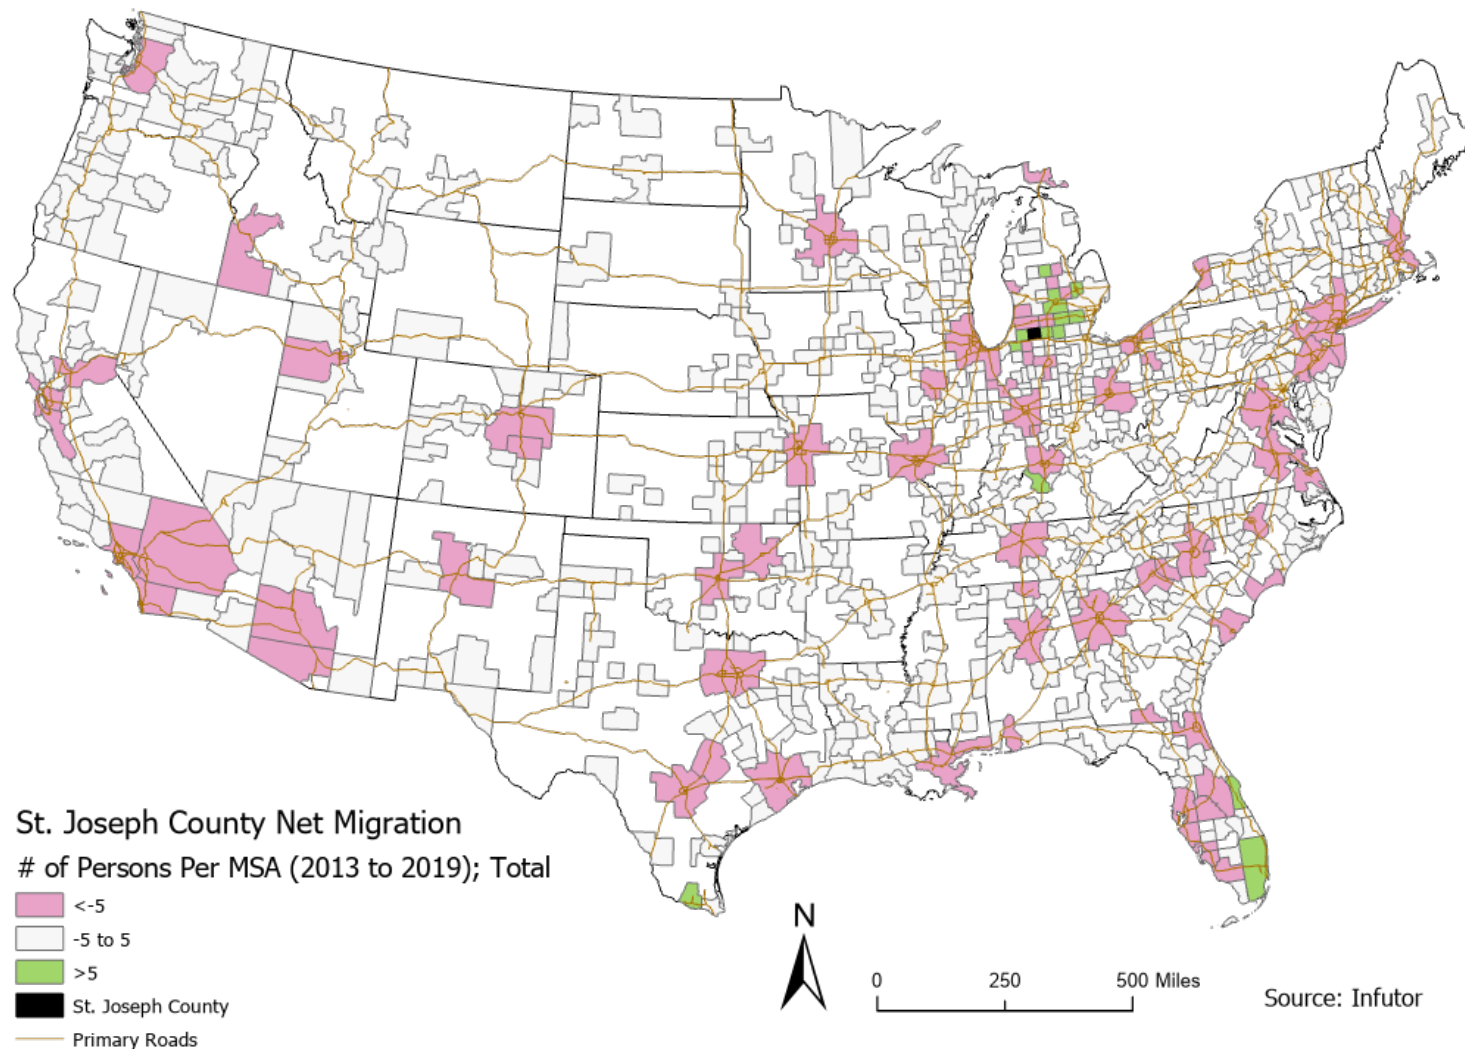 St. Joseph County Net Migration
# of Persons Per MSA (2013 to 2019); Total
<-5
-5 to 5
>5
St. Joseph County
Primary Roads
N
0 250 500 Miles
Source: Infutor